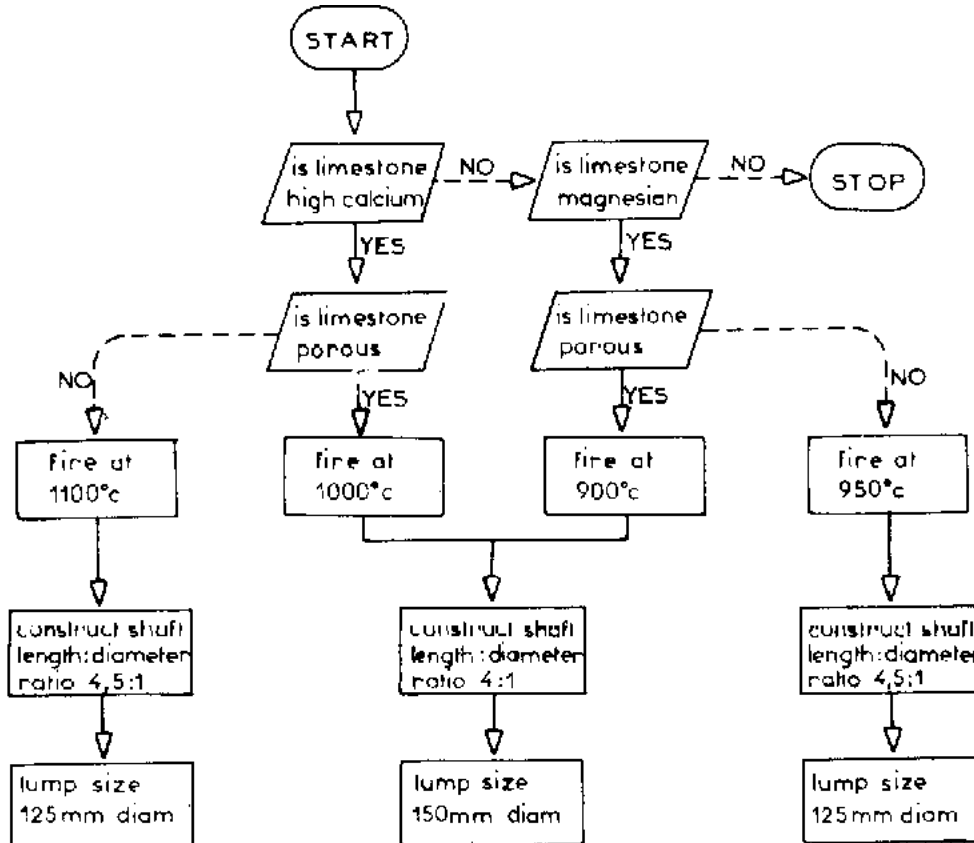 START
is limestone
high calcium
NO
is limestone
magnesian
NO
STOP
YES
YES
is limestone
porous
is limestone
porous
NO
YES
YES
NO
fire at
1100°c
fire at
1000°c
fire at
900°c
fire at
950°c
construct shaft
length:diameter
ratio 4,5:1
construct shaft
length:diameter
ratio 4:1
construct shaft
length:diameter
ratio 4,5:1
lump size
125mm diam
lump size
150mm diam
lump size
125mm diam